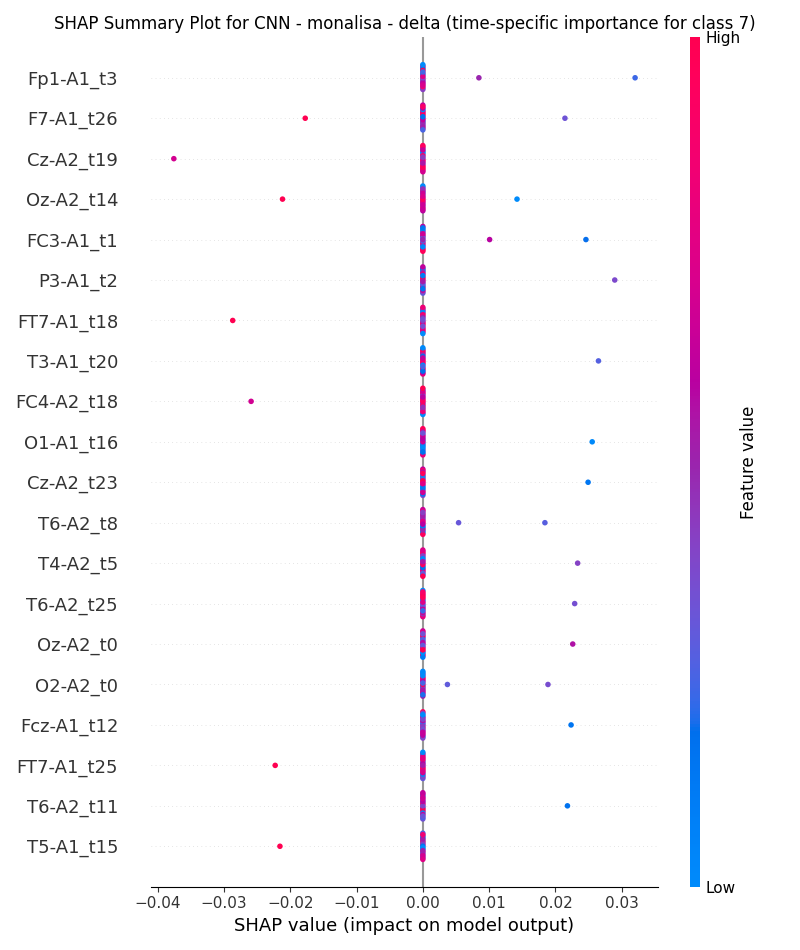 SHAP Summary Plot for CNN - monalisa - delta (time-specific importance for class 7)
High
Fp1-A1_t3
F7-A1_t26
Cz-A2_t19
Oz-A2_t14
FC3-A1_t1
P3-A1_t2
FT7-A1_t18
T3-A1_t20
FC4-A2_t18
O1-A1_t16
Cz-A2_t23
T6-A2_t8
T4-A2_t5
T6-A2_t25
Oz-A2_t0
O2-A2_t0
Fcz-A1_t12
FT7-A1_t25
T6-A2_t11
T5-A1_t15
Feature value
Low
−0.04 −0.03 −0.02 −0.01 0.00 0.01 0.02 0.03
SHAP value (impact on model output)